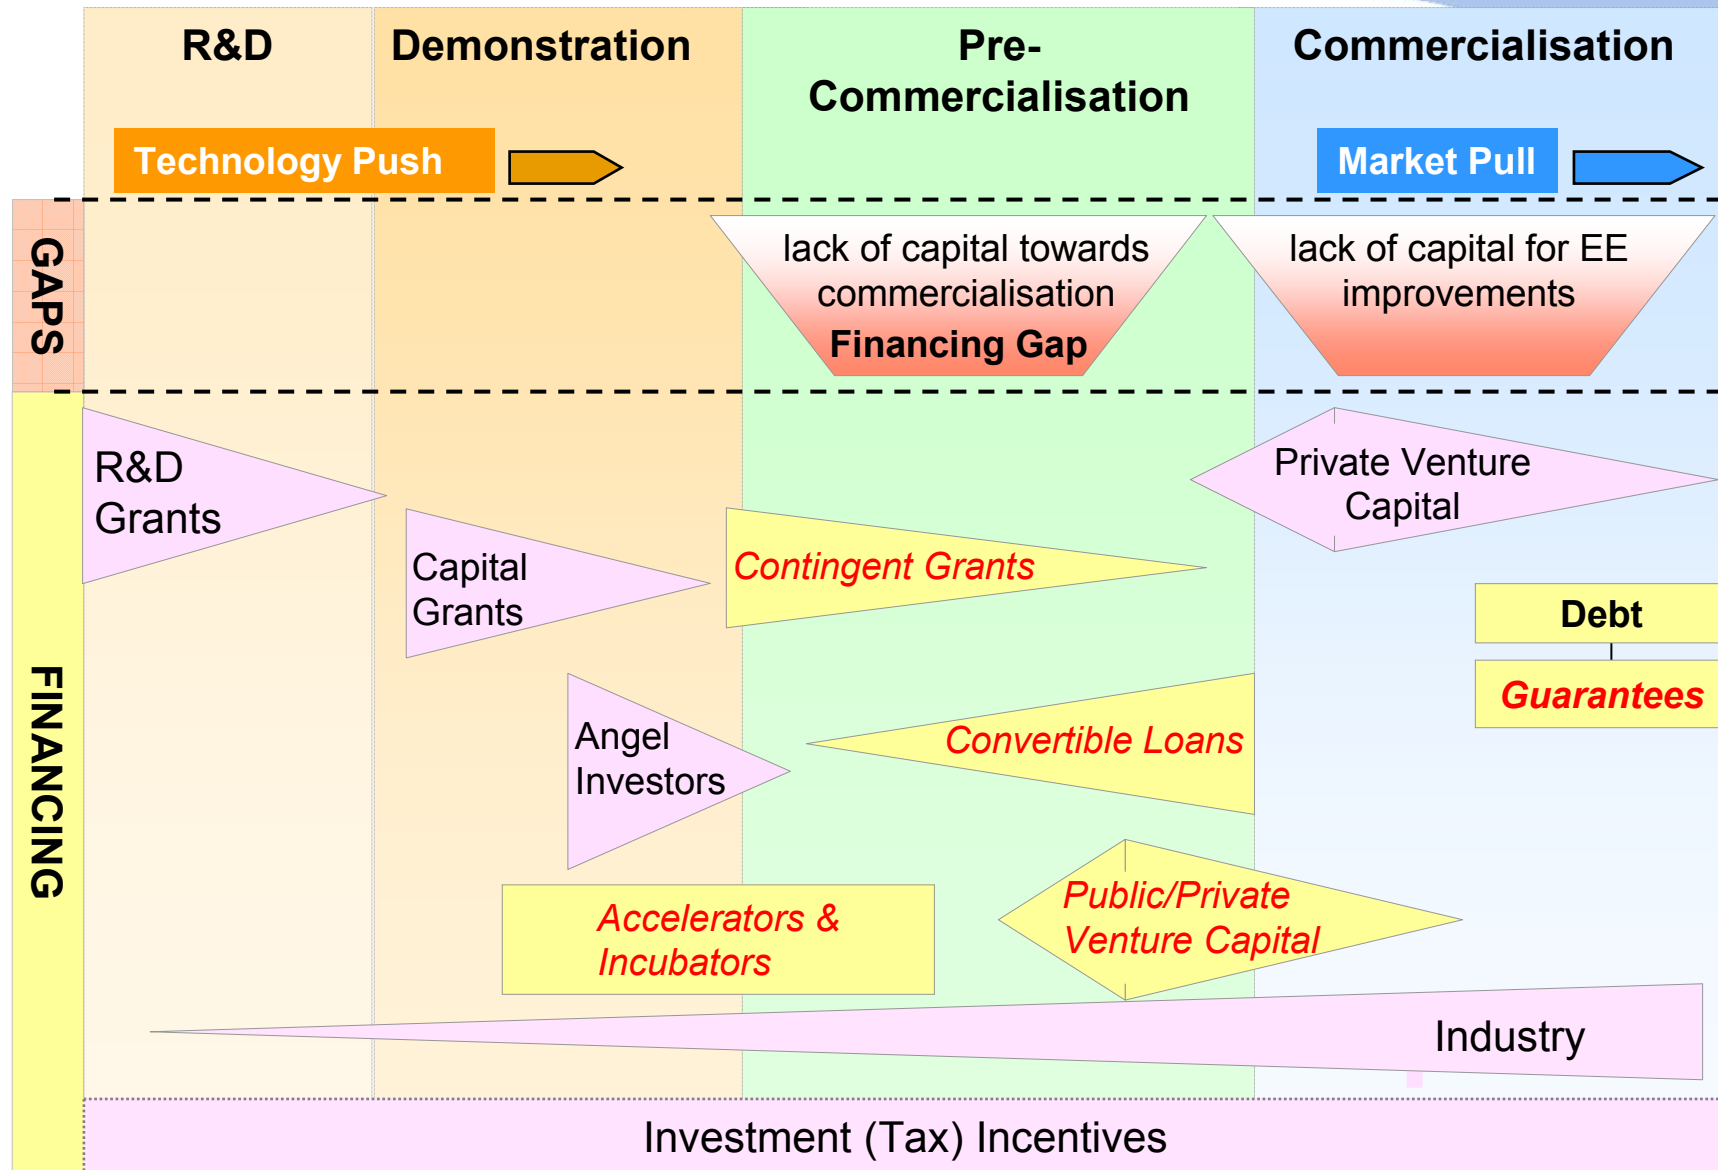 R&D
Demonstration
Pre-
Commercialisation
Commercialisation
Technology Push
Market Pull
GAPS
lack of capital towards
commercialisation
Financing Gap
lack of capital for EE
improvements
FINANCING
R&D
Grants
Private Venture
Capital
Capital
Grants
Contingent Grants
Debt
Guarantees
Angel
Investors
Convertible Loans
Accelerators &
Incubators
Public/Private
Venture Capital
Industry
Investment (Tax) Incentives